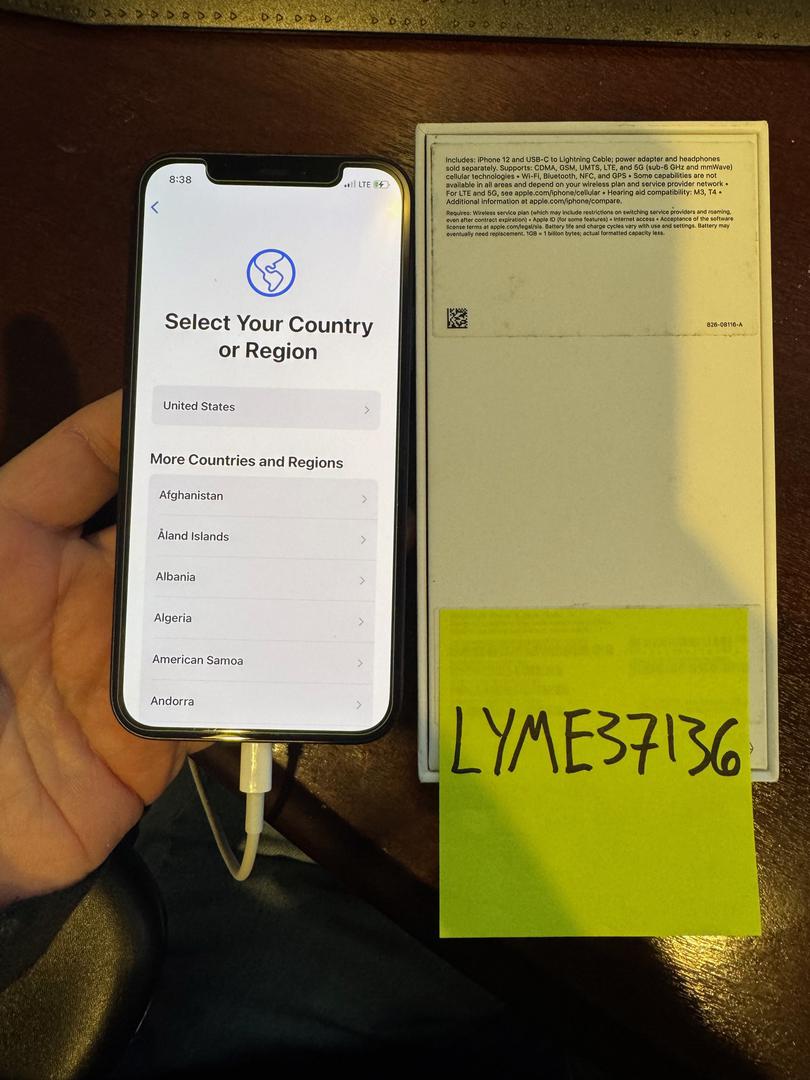 8:38
LTE
Select Your Country
or Region
United States
More Countries and Regions
Afghanistan
Åland Islands
Albania
Algeria
American Samoa
Andorra
Includes: iPhone 12 and USB-C to Lightning Cable; power adapter and headphones
sold separately. Supports: CDMA, GSM, UMTS, LTE, and 5G (sub-6 GHz and mmWave)
cellular technologies • Wi-Fi, Bluetooth, NFC, and GPS • Some capabilities are not
available in all areas and depend on your wireless plan and service provider network •
For LTE and 5G, see apple.com/iphone/cellular • Hearing aid compatibility: M3, T4 •
Additional information at apple.com/iphone/compare.
Requires: Wireless service plan (which may include restrictions on switching service providers and roaming,
even after contract expiration) • Apple ID (for some features) • Internet access • Acceptance of the software
license terms at apple.com/legal/sla. Battery life and charge cycles vary with use and settings. Battery may
eventually need replacement. 1GB = 1 billion bytes; actual formatted capacity less.
826-08116-A
LYME37136